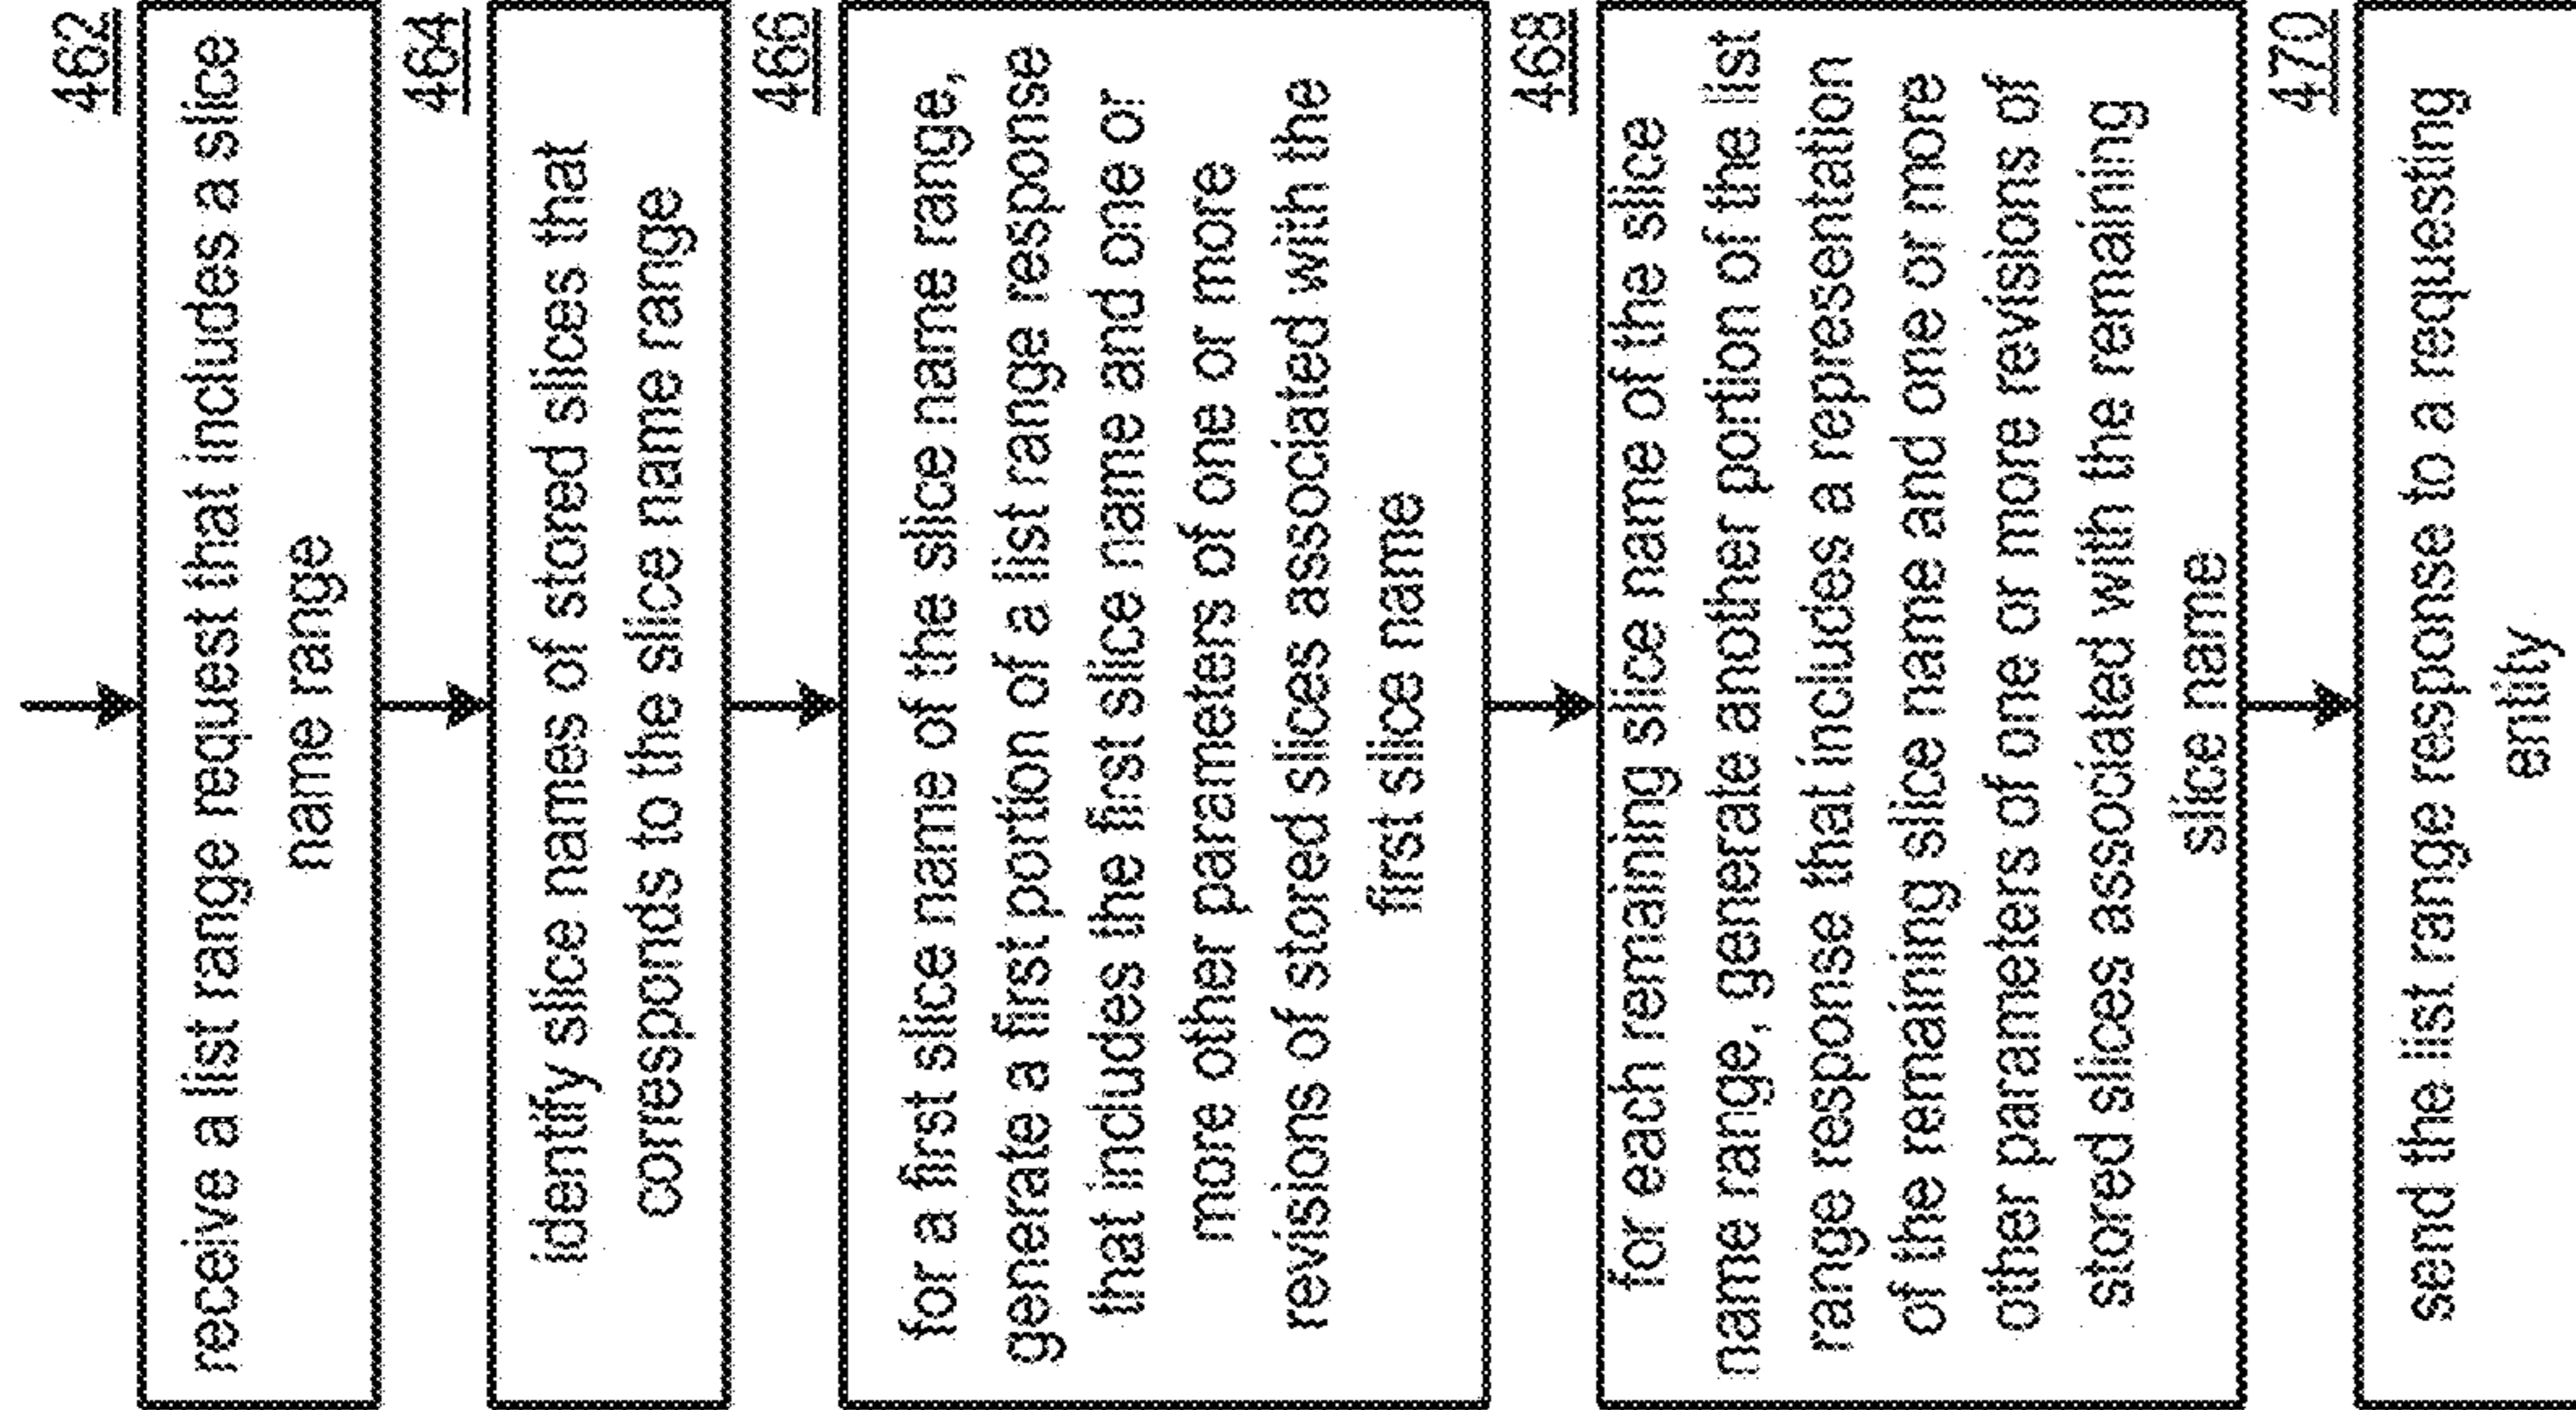 462
receive a list range request that includes a slice
name range
464
identify slice names of stored slices that
corresponds to the slice name range
466
for a first slice name of the slice name range,
generate a first portion of a list range response
that includes the first slice name and one or
more other parameters of one or more
revisions of stored slices associated with the
first slice name
468
for each remaining slice name of the slice
name range, generate another portion of the list
range response that includes a representation
of the remaining slice name and one or more
other parameters of one or more revisions of
stored slices associated with the remaining
slice name
470
send the list range response to a requesting
entity